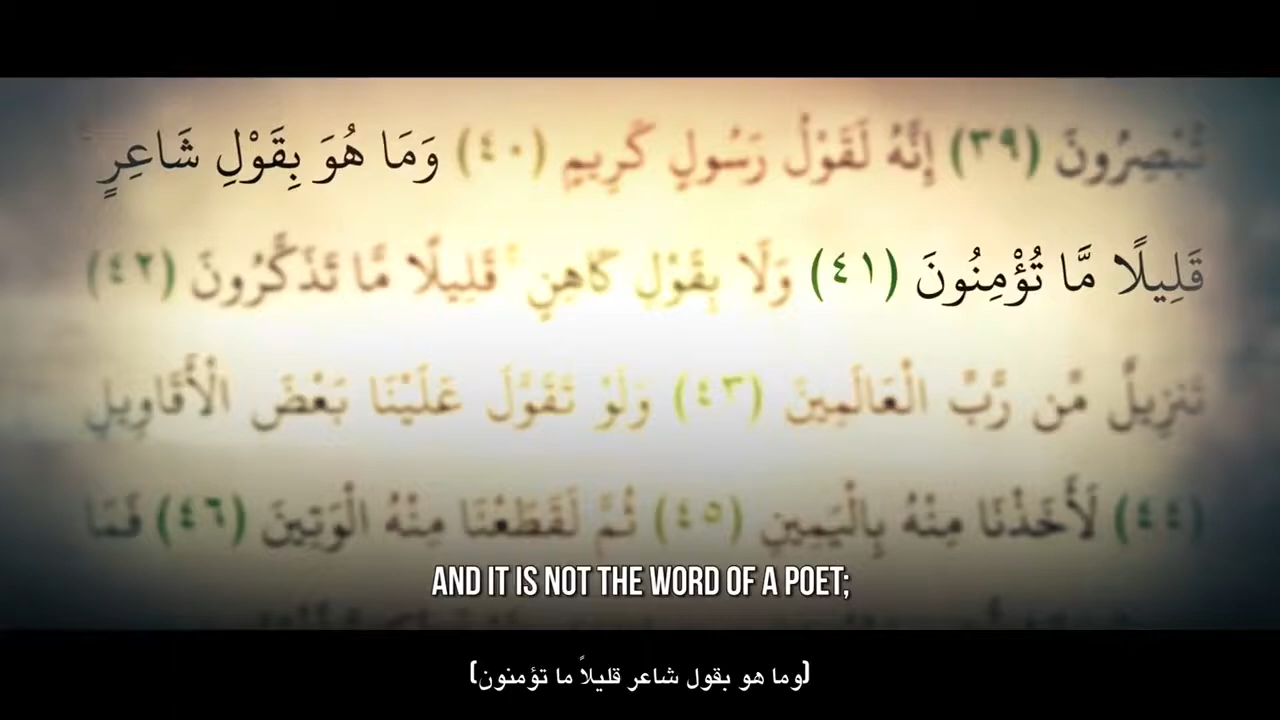 تُبْصِرُونَ (٣٩) إِنَّهُ لَقَوْلُ رَسُولٍ كَرِيمٍ (٤٠) وَمَا هُوَ بِقَوْلِ شَاعِرٍ
قَلِيلًا مَّا تُؤْمِنُونَ (٤١) وَلَا بِقَوْلِ كَاهِنٍ ۚ قَلِيلًا مَّا تَذَكَّرُونَ (٤٢)
تَنزِيلٌ مِّن رَّبِّ الْعَالَمِينَ (٤٣) وَلَوْ تَقَوَّلَ عَلَيْنَا بَعْضَ الْأَقَاوِيلِ
(٤٤) لَأَخَذْنَا مِنْهُ بِالْيَمِينِ (٤٥) ثُمَّ لَقَطَعْنَا مِنْهُ الْوَتِينَ (٤٦) فَمَا
AND IT IS NOT THE WORD OF A POET;
(وما هو بقول شاعر قليلاً ما تؤمنون)